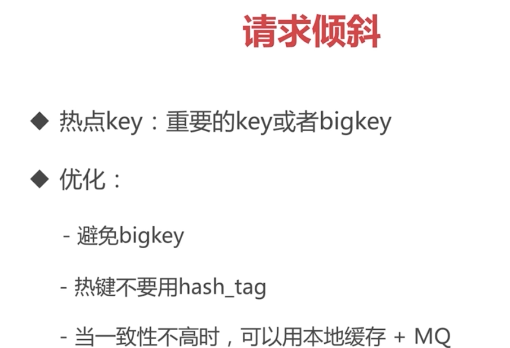 请求倾斜
◆ 热点key：重要的key或者bigkey
◆ 优化：
- 避免bigkey
- 热键不要用hash_tag
- 当一致性不高时，可以用本地缓存 + MQ